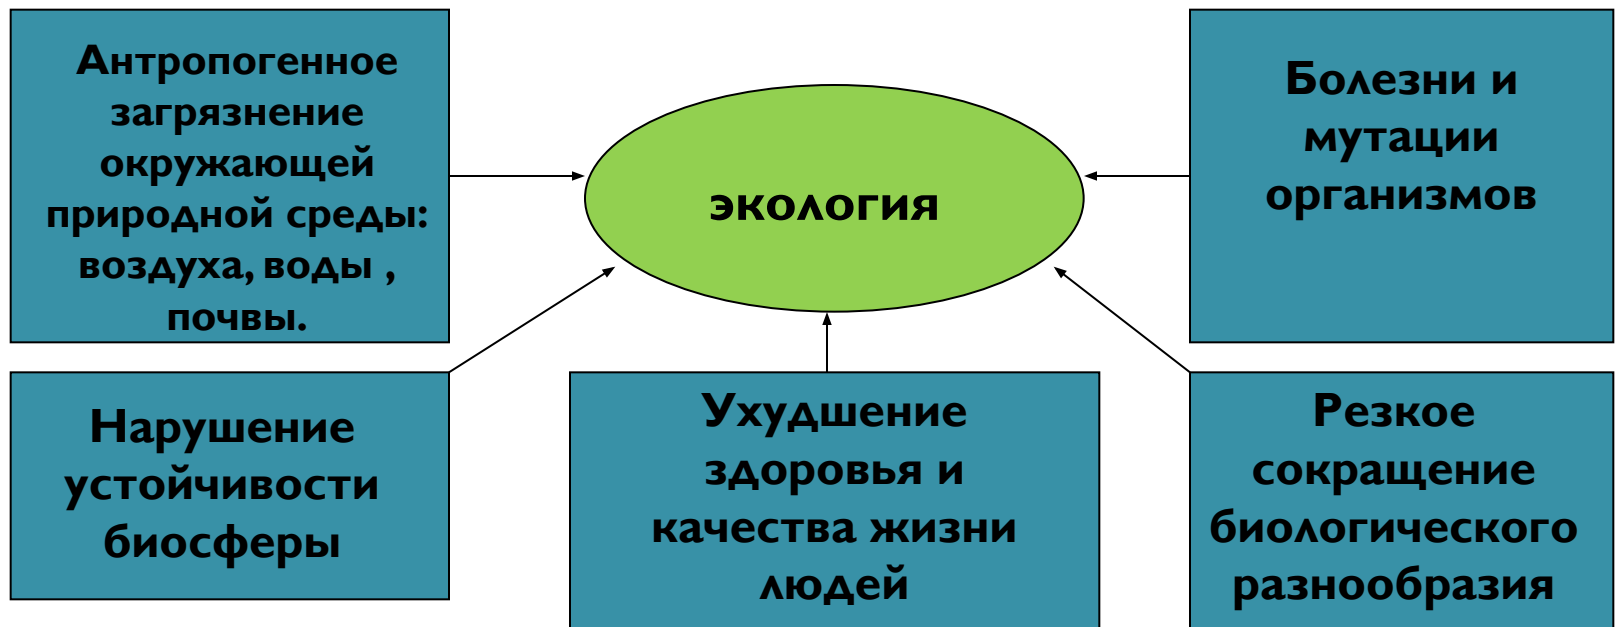 Антропогенное
загрязнение
окружающей
природной среды:
воздуха, воды ,
почвы.
экология
Болезни и
мутации
организмов
Нарушение
устойчивости
биосферы
Ухудшение
здоровья и
качества жизни
людей
Резкое
сокращение
биологического
разнообразия